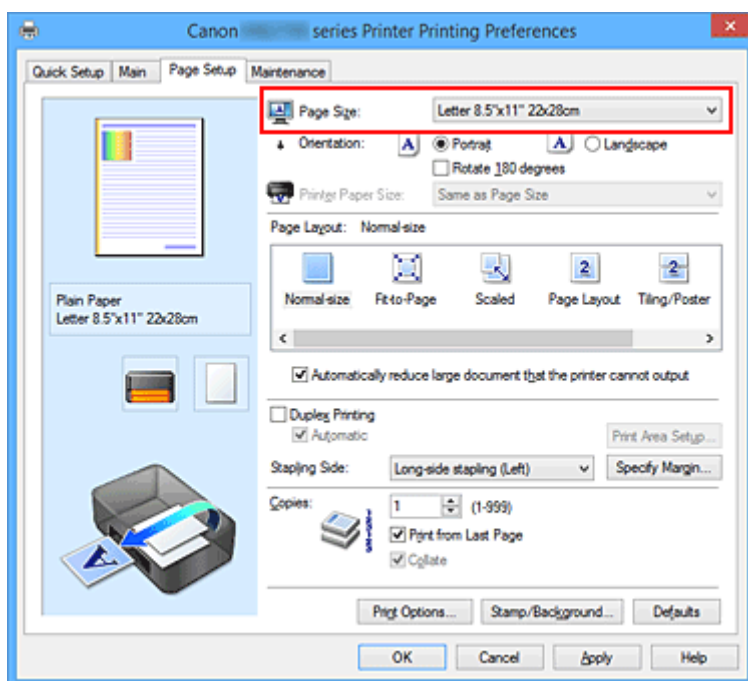 Canon series Printer Printing Preferences
Quick Setup Main Page Setup Maintenance
Page Size: Letter 8.5"x11" 22x28cm
Orientation: A Portrait A Landscape
Rotate 180 degrees
Printer Paper Size: Same as Page Size
Page Layout: Normal-size
2 2
Normal-size Fit-to-Page Scaled Page Layout Tiling/Poster
Plain Paper
Letter 8.5"x11" 22x28cm
Automatically reduce large document that the printer cannot output
Duplex Printing
Automatic
Print Area Setup...
Stapling Side: Long-side stapling (Left) Specify Margin...
Copies: 1 (1-999)
Print from Last Page
Collate
A
Print Options... Stamp/Background... Defaults
OK Cancel Apply Help